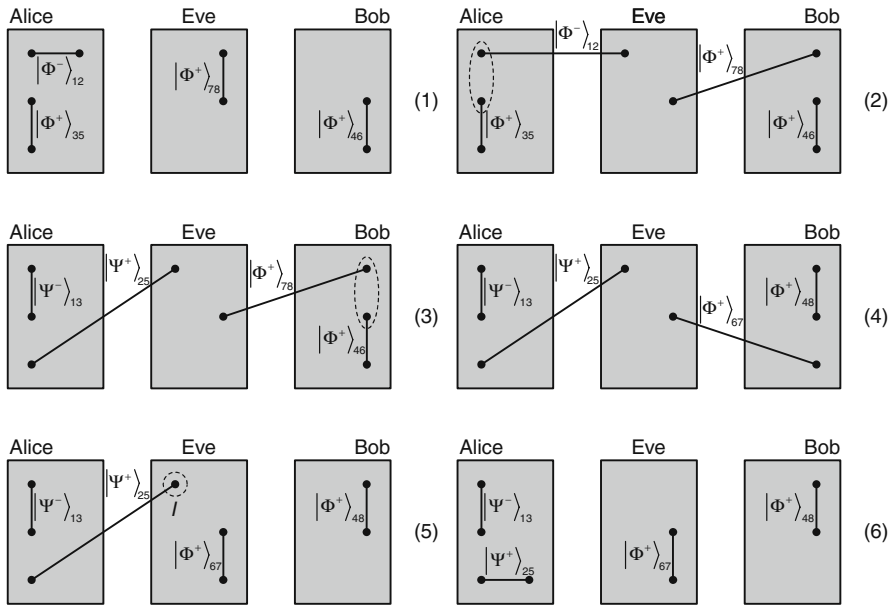 Alice Eve Bob
|Φ⁻⟩₁₂
|Φ⁺⟩₃₅
|Φ⁺⟩₇₈
|Φ⁺⟩₄₆
(1)
Alice Eve Bob
|Φ⁻⟩₁₂
|Φ⁺⟩₇₈
|Φ⁺⟩₃₅
|Φ⁺⟩₄₆
(2)
Alice Eve Bob
|Ψ⁺⟩₂₅
|Φ⁺⟩₇₈
|Ψ⁻⟩₁₃
|Φ⁺⟩₄₆
(3)
Alice Eve Bob
|Ψ⁺⟩₂₅
|Ψ⁻⟩₁₃
|Φ⁺⟩₄₈
|Φ⁺⟩₆₇
(4)
Alice Eve Bob
|Ψ⁺⟩₂₅
|Ψ⁻⟩₁₃
I
|Φ⁺⟩₄₈
|Φ⁺⟩₆₇
(5)
Alice Eve Bob
|Ψ⁻⟩₁₃
|Φ⁺⟩₄₈
|Ψ⁺⟩₂₅
|Φ⁺⟩₆₇
(6)